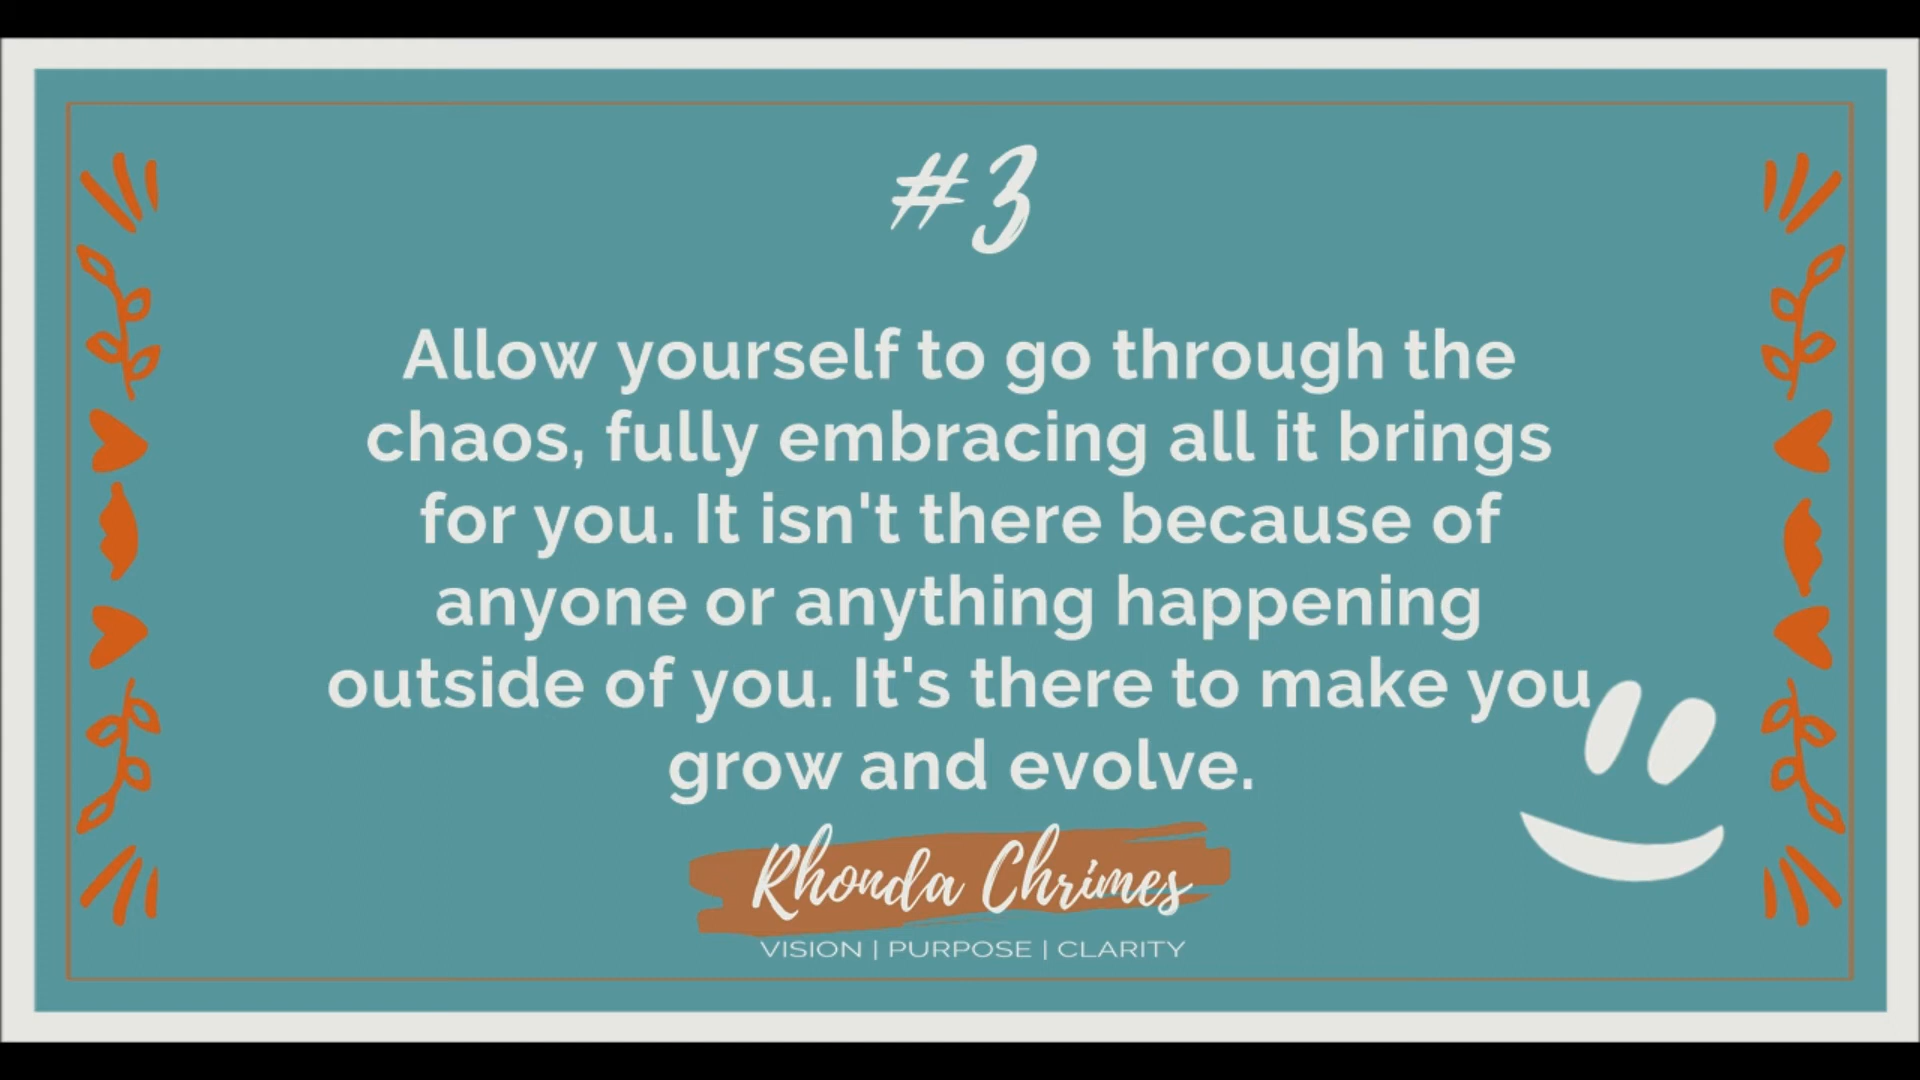 #3
Allow yourself to go through the
chaos, fully embracing all it brings
for you. It isn't there because of
anyone or anything happening
outside of you. It's there to make you
grow and evolve.
Rhonda Chrimes
VISION | PURPOSE | CLARITY